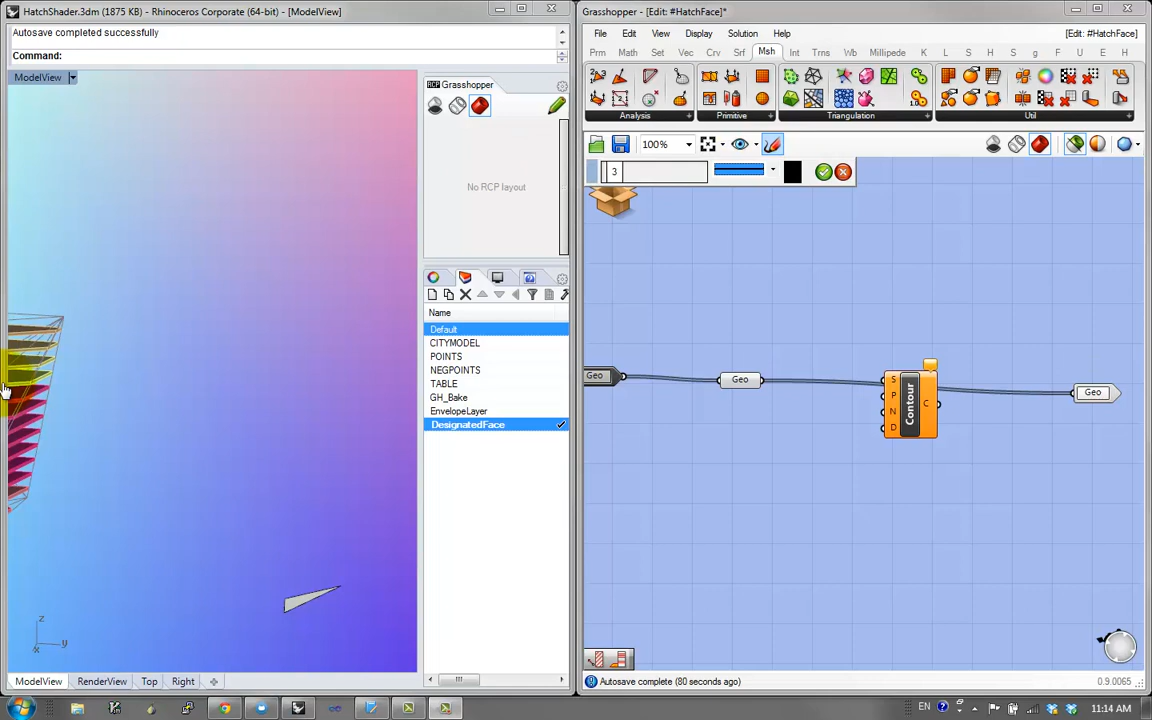 HatchShader.3dm (1875 KB) - Rhinoceros Corporate (64-bit) - [ModelView]
Autosave completed successfully
Command:
ModelView
Grasshopper
No RCP layout
Name
Default
CITYMODEL
POINTS
NEGPOINTS
TABLE
GH_Bake
EnvelopeLayer
DesignatedFace
z
y
x
ModelView RenderView Top Right
Grasshopper - [Edit: #HatchFace]*
File Edit View Display Solution Help [Edit: #HatchFace]
Prm Math Set Vec Crv Srf Msh Int Trns Wb Millipede K L S H S g F M U E H
Analysis Primitive Triangulation Util
100%
3
Geo
Geo
S
P
N
D
Contour
C
Geo
Autosave complete (80 seconds ago)
0.9.0065
EN
11:14 AM